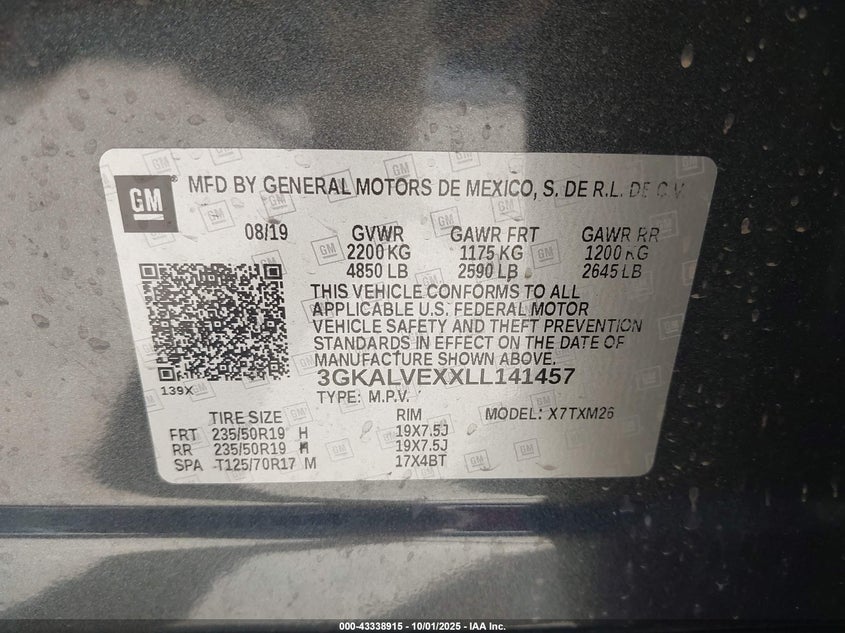 GM
MFD BY GENERAL MOTORS DE MEXICO, S. DE R.L. DE C.V.
08/19 GVWR GAWR FRT GAWR RR
2200 KG 1175 KG 1200 KG
4850 LB 2590 LB 2645 LB
THIS VEHICLE CONFORMS TO ALL
APPLICABLE U.S. FEDERAL MOTOR
VEHICLE SAFETY AND THEFT PREVENTION
STANDARDS IN EFFECT ON THE DATE OF
MANUFACTURE SHOWN ABOVE.
3GKALVEXXLL141457
139X
TYPE: M.P.V.
TIRE SIZE RIM MODEL: X7TXM26
FRT 235/50R19 H 19X7.5J
RR 235/50R19 H 19X7.5J
SPA T125/70R17 M 17X4BT
000-43338915 - 10/01/2025 - IAA Inc.